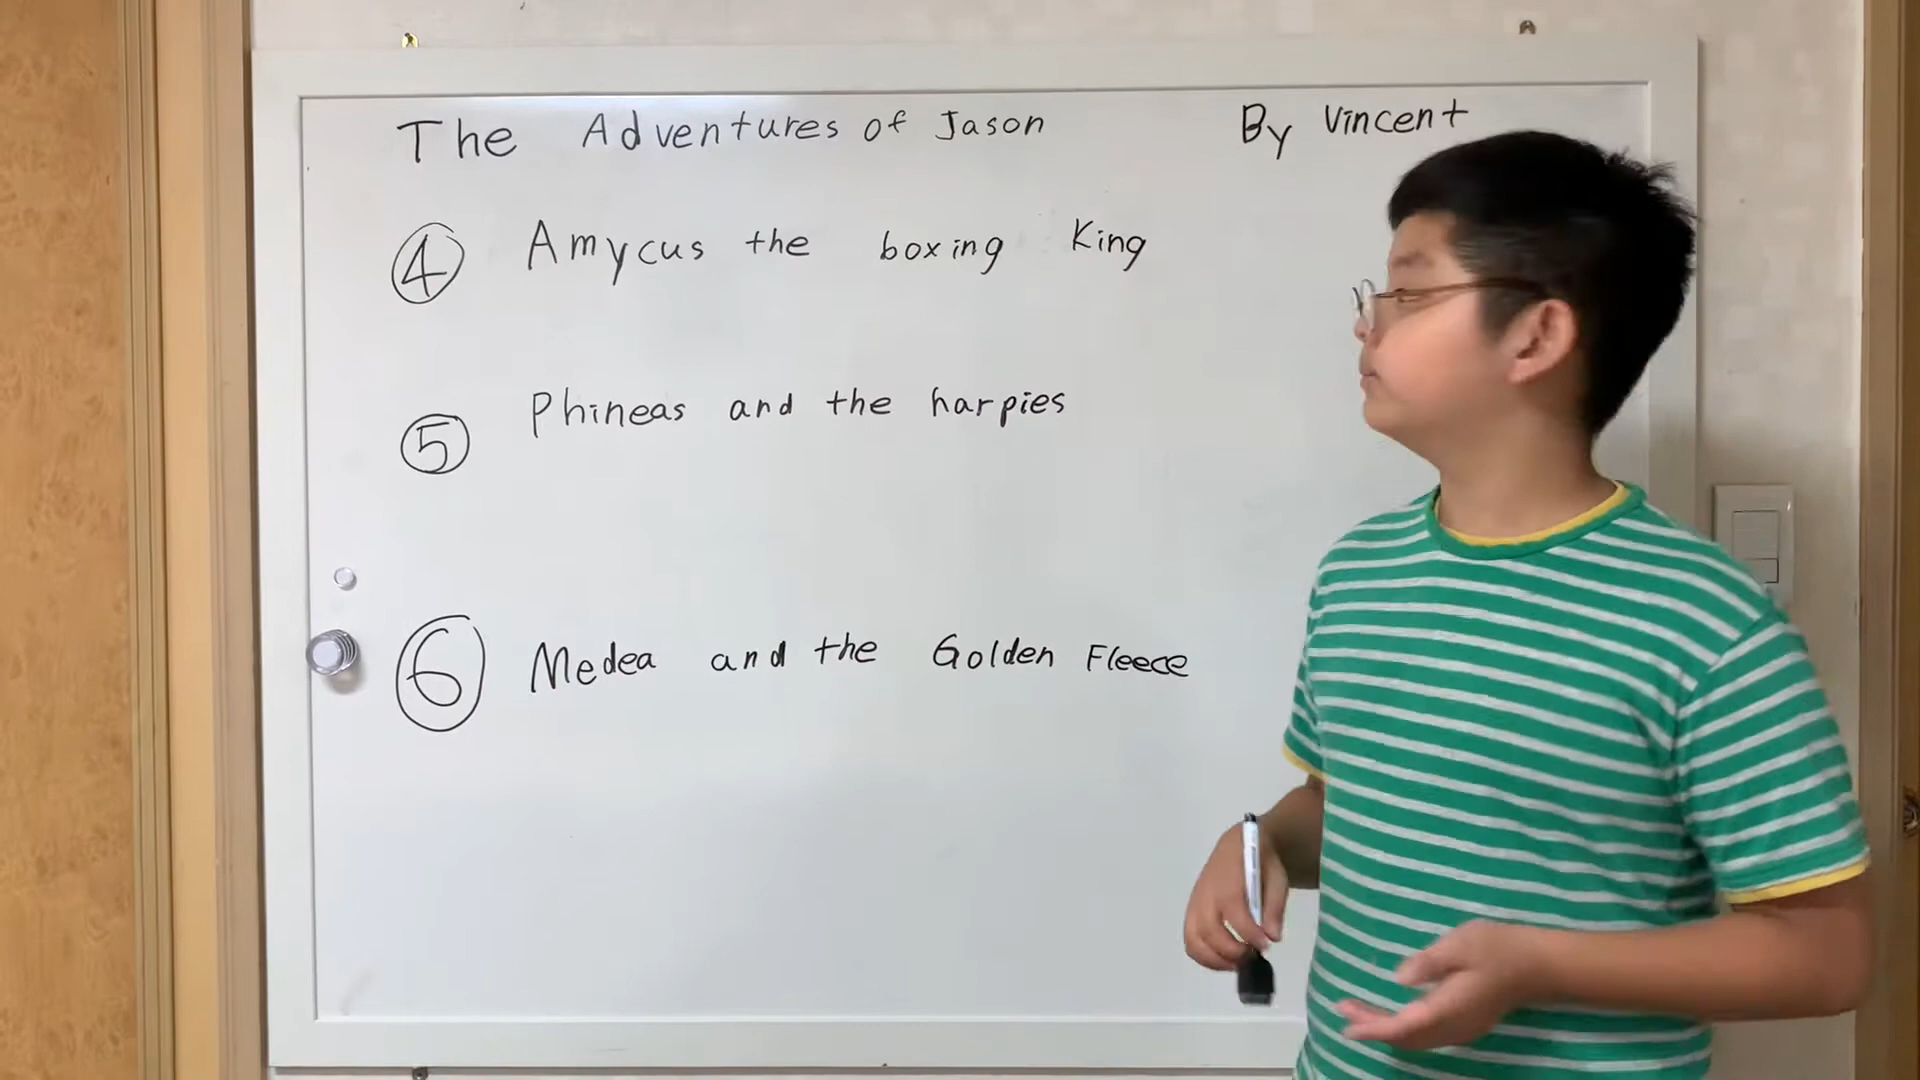 The Adventures of Jason By Vincent
④ Amycus the boxing King
⑤ Phineas and the harpies
⑥ Medea and the Golden Fleece